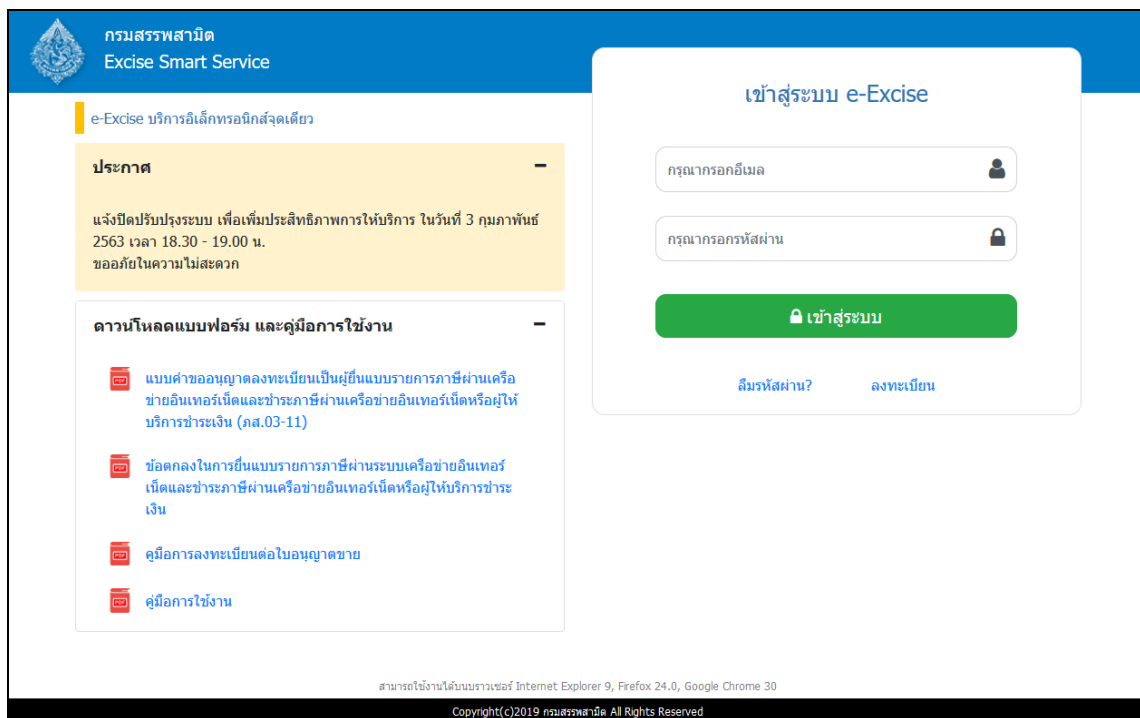 กรมสรรพสามิต
Excise Smart Service
e-Excise บริการอิเล็กทรอนิกส์จุดเดียว
ประกาศ
แจ้งปิดปรับปรุงระบบ เพื่อเพิ่มประสิทธิภาพการให้บริการ ในวันที่ 3 กุมภาพันธ์
2563 เวลา 18.30 - 19.00 น.
ขออภัยในความไม่สะดวก
ดาวน์โหลดแบบฟอร์ม และคู่มือการใช้งาน
PDF
แบบคำขออนุญาตลงทะเบียนเป็นผู้ยื่นแบบรายการภาษีผ่านเครือ
ข่ายอินเทอร์เน็ตและชำระภาษีผ่านเครือข่ายอินเทอร์เน็ตหรือผู้ให้
บริการชำระเงิน (ภส.03-11)
PDF
ข้อตกลงในการยื่นแบบรายการภาษีผ่านระบบเครือข่ายอินเทอร์
เน็ตและชำระภาษีผ่านเครือข่ายอินเทอร์เน็ตหรือผู้ให้บริการชำระ
เงิน
PDF
คู่มือการลงทะเบียนต่อใบอนุญาตขาย
PDF
คู่มือการใช้งาน
เข้าสู่ระบบ e-Excise
กรุณากรอกอีเมล
กรุณากรอกรหัสผ่าน
เข้าสู่ระบบ
ลืมรหัสผ่าน? ลงทะเบียน
สามารถใช้งานได้บนบราวเซอร์ Internet Explorer 9, Firefox 24.0, Google Chrome 30
Copyright(c)2019 กรมสรรพสามิต All Rights Reserved